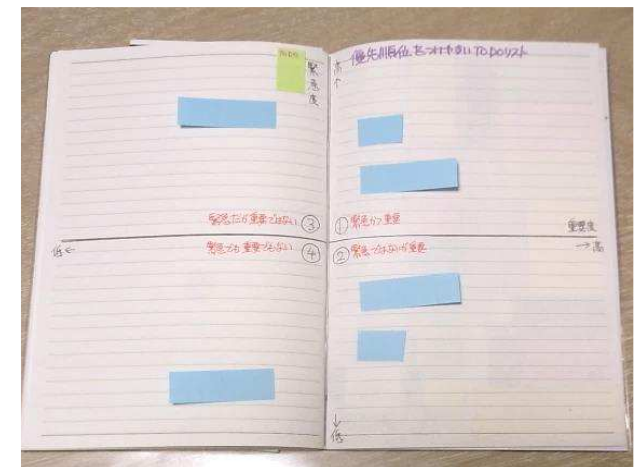 優先順位をつけやすいTODOリスト
TODO
緊急度
高
↑
緊急だが重要ではない ③
① 緊急かつ重要
重要度
→高
低←
緊急でも重要でもない ④
② 緊急ではないが重要
↓
低